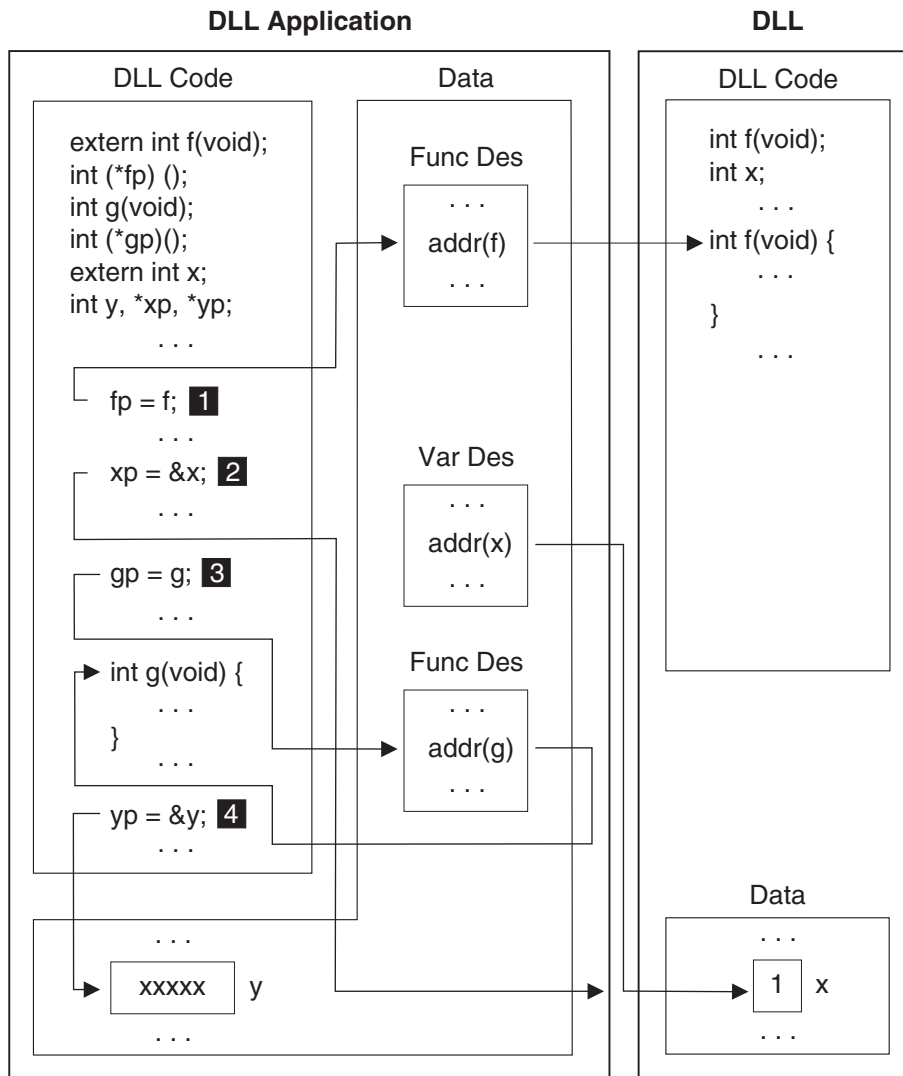 DLL Application
DLL
DLL Code
extern int f(void);
int (*fp) ();
int g(void);
int (*gp)();
extern int x;
int y, *xp, *yp;
. . .
fp = f; 1
. . .
xp = &x; 2
. . .
gp = g; 3
. . .
int g(void) {
. . .
}
. . .
yp = &y; 4
. . .
Data
Func Des
. . .
addr(f)
. . .
Var Des
. . .
addr(x)
. . .
Func Des
. . .
addr(g)
. . .
. . .
xxxxx y
. . .
DLL Code
int f(void);
int x;
. . .
int f(void) {
. . .
}
. . .
Data
. . .
1 x
. . .